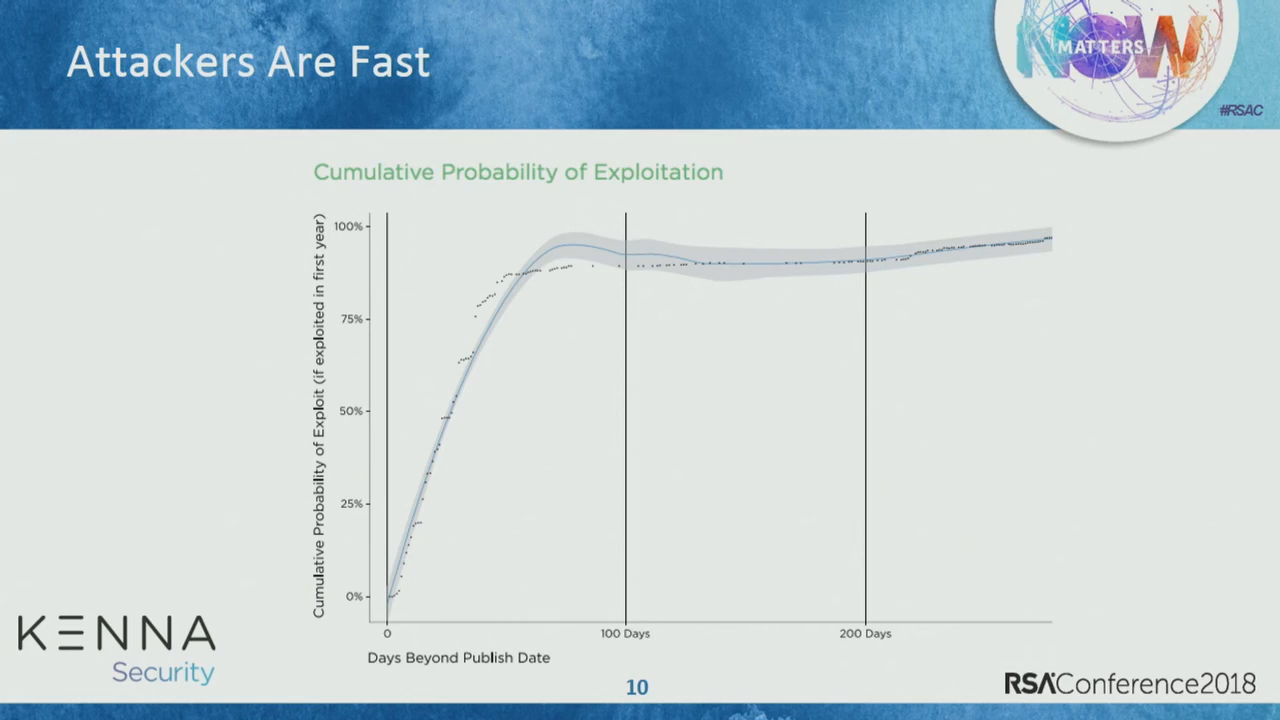 Attackers Are Fast
NOW
MATTERS
#RSAC
Cumulative Probability of Exploitation
Cumulative Probability of Exploit (if exploited in first year)
100%
75%
50%
25%
0%
0
100 Days
200 Days
Days Beyond Publish Date
KENNA
Security
10
RSAConference2018